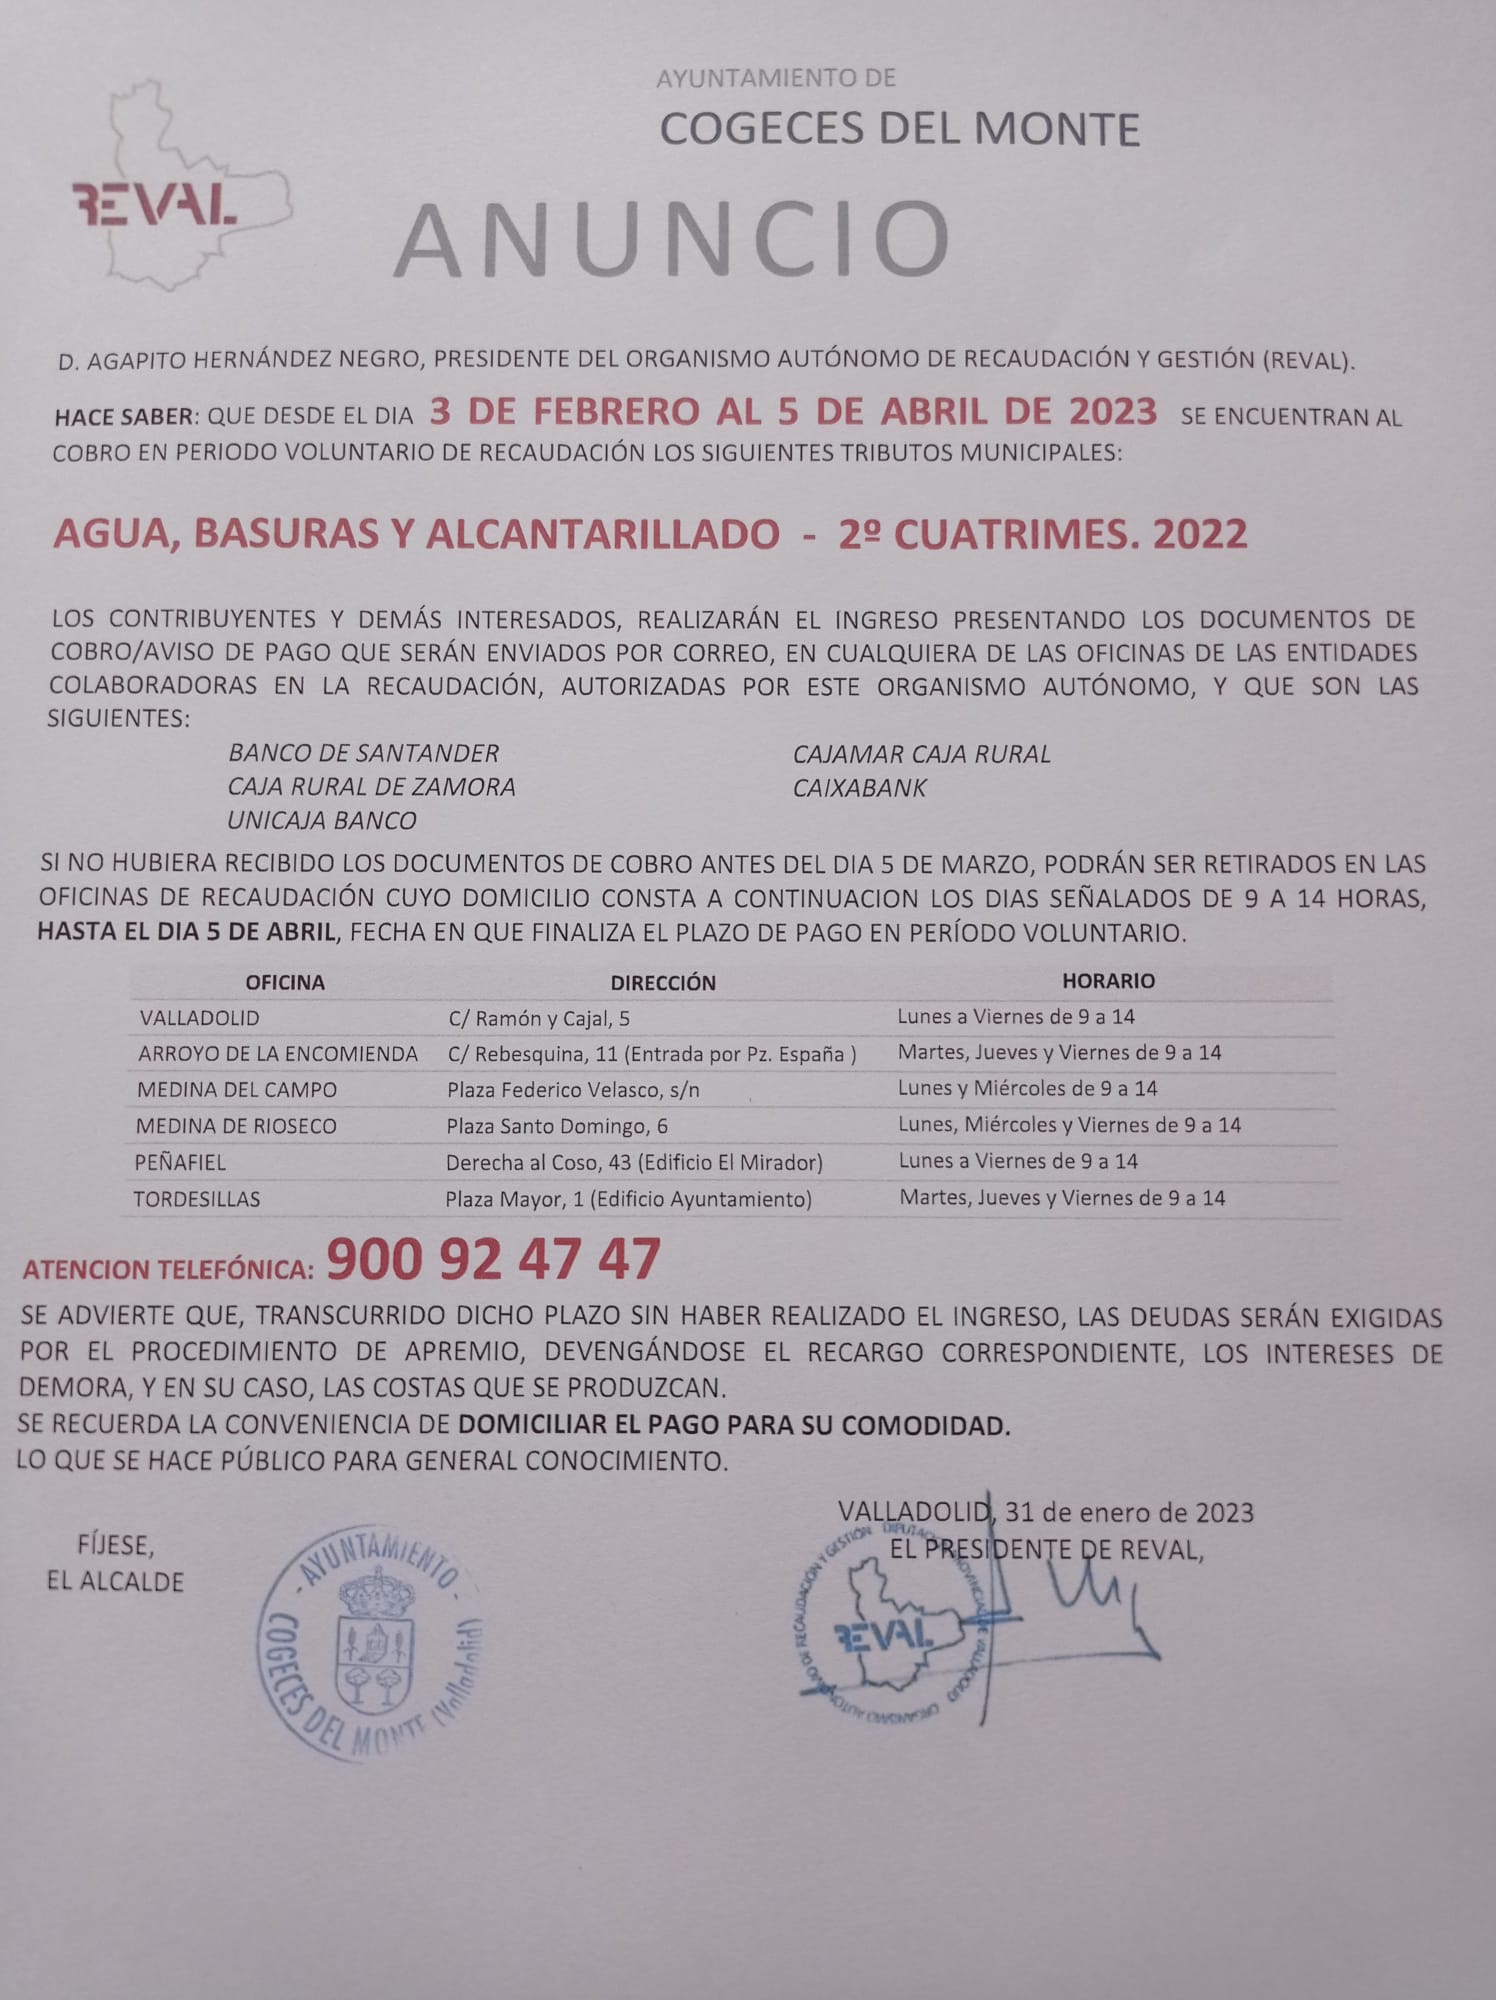 AYUNTAMIENTO DE
COGECES DEL MONTE
REVAL
ANUNCIO
D. AGAPITO HERNÁNDEZ NEGRO, PRESIDENTE DEL ORGANISMO AUTÓNOMO DE RECAUDACIÓN Y GESTIÓN (REVAL).
HACE SABER: QUE DESDE EL DIA 3 DE FEBRERO AL 5 DE ABRIL DE 2023 SE ENCUENTRAN AL
COBRO EN PERIODO VOLUNTARIO DE RECAUDACIÓN LOS SIGUIENTES TRIBUTOS MUNICIPALES:
AGUA, BASURAS Y ALCANTARILLADO - 2º CUATRIMES. 2022
LOS CONTRIBUYENTES Y DEMÁS INTERESADOS, REALIZARÁN EL INGRESO PRESENTANDO LOS DOCUMENTOS DE
COBRO/AVISO DE PAGO QUE SERÁN ENVIADOS POR CORREO, EN CUALQUIERA DE LAS OFICINAS DE LAS ENTIDADES
COLABORADORAS EN LA RECAUDACIÓN, AUTORIZADAS POR ESTE ORGANISMO AUTÓNOMO, Y QUE SON LAS
SIGUIENTES:
BANCO DE SANTANDER CAJAMAR CAJA RURAL
CAJA RURAL DE ZAMORA CAIXABANK
UNICAJA BANCO
SI NO HUBIERA RECIBIDO LOS DOCUMENTOS DE COBRO ANTES DEL DIA 5 DE MARZO, PODRÁN SER RETIRADOS EN LAS
OFICINAS DE RECAUDACIÓN CUYO DOMICILIO CONSTA A CONTINUACION LOS DIAS SEÑALADOS DE 9 A 14 HORAS,
HASTA EL DIA 5 DE ABRIL, FECHA EN QUE FINALIZA EL PLAZO DE PAGO EN PERÍODO VOLUNTARIO.
OFICINA DIRECCIÓN HORARIO
VALLADOLID C/ Ramón y Cajal, 5 Lunes a Viernes de 9 a 14
ARROYO DE LA ENCOMIENDA C/ Rebesquina, 11 (Entrada por Pz. España ) Martes, Jueves y Viernes de 9 a 14
MEDINA DEL CAMPO Plaza Federico Velasco, s/n Lunes y Miércoles de 9 a 14
MEDINA DE RIOSECO Plaza Santo Domingo, 6 Lunes, Miércoles y Viernes de 9 a 14
PEÑAFIEL Derecha al Coso, 43 (Edificio El Mirador) Lunes a Viernes de 9 a 14
TORDESILLAS Plaza Mayor, 1 (Edificio Ayuntamiento) Martes, Jueves y Viernes de 9 a 14
ATENCION TELEFÓNICA: 900 92 47 47
SE ADVIERTE QUE, TRANSCURRIDO DICHO PLAZO SIN HABER REALIZADO EL INGRESO, LAS DEUDAS SERÁN EXIGIDAS
POR EL PROCEDIMIENTO DE APREMIO, DEVENGÁNDOSE EL RECARGO CORRESPONDIENTE, LOS INTERESES DE
DEMORA, Y EN SU CASO, LAS COSTAS QUE SE PRODUZCAN.
SE RECUERDA LA CONVENIENCIA DE DOMICILIAR EL PAGO PARA SU COMODIDAD.
LO QUE SE HACE PÚBLICO PARA GENERAL CONOCIMIENTO.
VALLADOLID, 31 de enero de 2023
EL PRESIDENTE DE REVAL,
FÍJESE,
EL ALCALDE
- AYUNTAMIENTO -
COGECES DEL MONTE (Valladolid)
ORGANISMO AUTÓNOMO DE RECAUDACIÓN Y GESTIÓN
REVAL